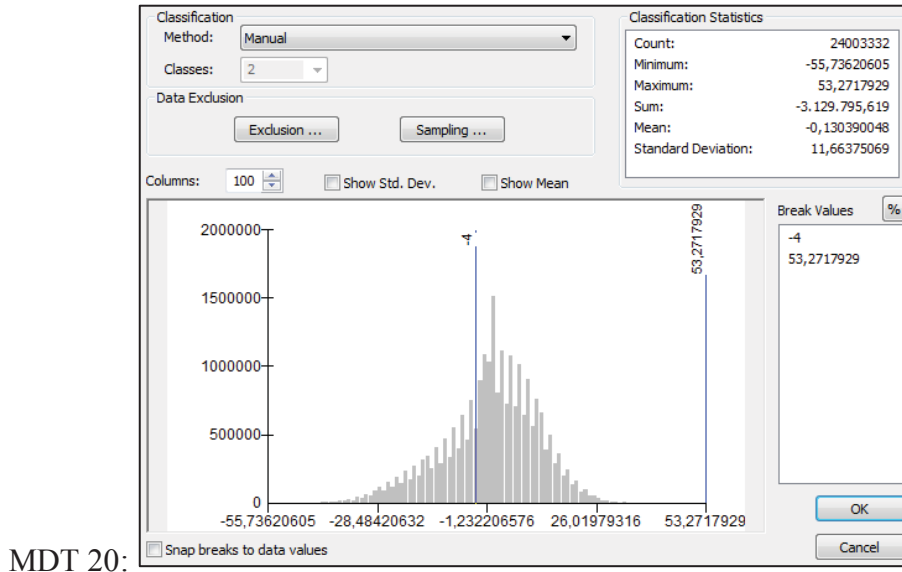 Classification
Method: Manual
Classes: 2
Data Exclusion
Exclusion ... Sampling ...
Classification Statistics
Count: 24003332
Minimum: -55,73620605
Maximum: 53,2717929
Sum: -3.129.795,619
Mean: -0,130390048
Standard Deviation: 11,66375069
Columns: 100 Show Std. Dev. Show Mean
Break Values %
-4
53,2717929
2000000
1500000
1000000
500000
0
-4
53,2717929
-55,73620605 -28,48420632 -1,232206576 26,01979316 53,2717929
OK
Cancel
Snap breaks to data values
MDT 20: